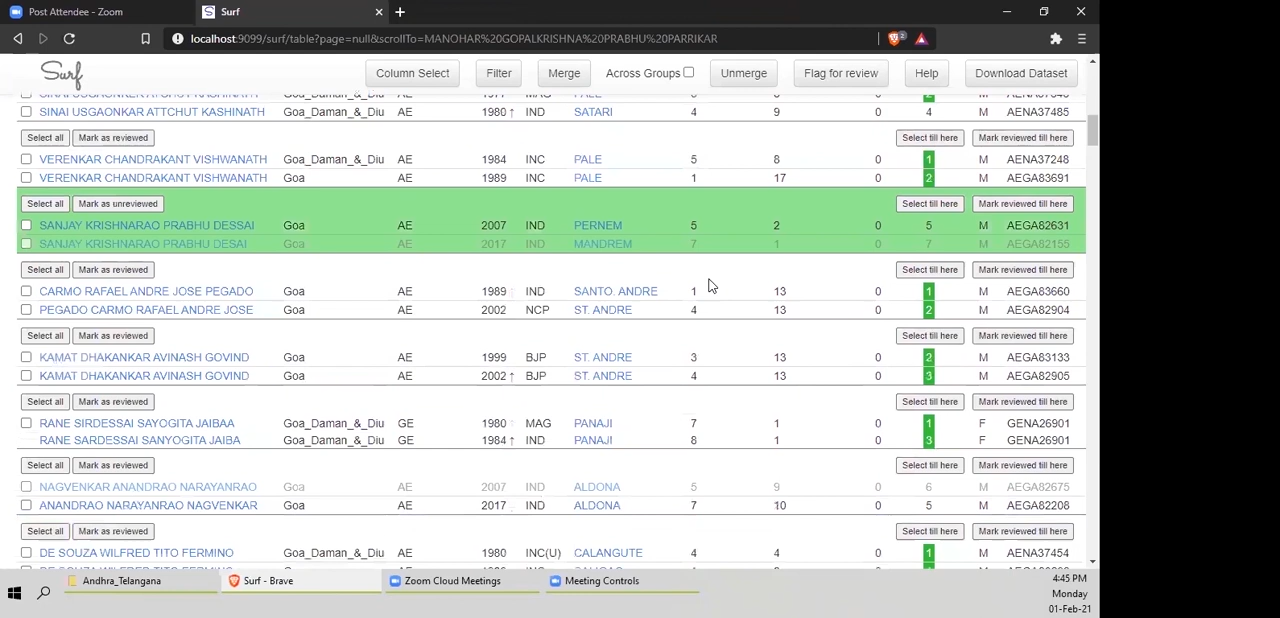 Post Attendee - Zoom
Surf
localhost:9099/surf/table?page=null&scrollTo=MANOHAR%20GOPALKRISHNA%20PRABHU%20PARRIKAR 2
Surf Column Select Filter Merge Across Groups Unmerge Flag for review Help Download Dataset
SINAI USGAONKER ATTCHUT KASHINATH Goa_Daman_&_Diu AE 1977 MAG PALE
SINAI USGAONKAR ATTCHUT KASHINATH Goa_Daman_&_Diu AE 1980 ↑ IND SATARI 4 9 4 M AENA37485
Select all Mark as reviewed Select till here Mark reviewed till here
VERENKAR CHANDRAKANT VISHWANATH Goa_Daman_&_Diu AE 1984 INC PALE 5 8 0 1 M AENA37248
VERENKAR CHANDRAKANT VISHWANATH Goa AE 1989 INC PALE 1 17 0 2 M AEGA83691
Select all Mark as unreviewed Select till here Mark reviewed till here
SANJAY KRISHNARAO PRABHU DESSAI Goa AE 2007 IND PERNEM 5 2 0 5 M AEGA82631
SANJAY KRISHNARAO PRABHU DESAI Goa AE 2017 IND MANDREM 7 1 0 7 M AEGA82155
Select all Mark as reviewed Select till here Mark reviewed till here
CARMO RAFAEL ANDRE JOSE PEGADO Goa AE 1989 IND SANTO. ANDRE 1 13 0 1 M AEGA83660
PEGADO CARMO RAFAEL ANDRE JOSE Goa AE 2002 NCP ST. ANDRE 4 13 0 2 M AEGA82904
Select all Mark as reviewed Select till here Mark reviewed till here
KAMAT DHAKANKAR AVINASH GOVIND Goa AE 1999 BJP ST. ANDRE 3 13 0 2 M AEGA83133
KAMAT DHAKANKAR AVINASH GOVIND Goa AE 2002 ↑ BJP ST. ANDRE 4 13 0 3 M AEGA82905
Select all Mark as reviewed Select till here Mark reviewed till here
RANE SIRDESSAI SAYOGITA JAIBAA Goa_Daman_&_Diu GE 1980 MAG PANAJI 7 1 0 1 F GENA26901
RANE SARDESSAI SANYOGITA JAIBA Goa_Daman_&_Diu GE 1984 ↑ IND PANAJI 8 1 0 3 F GENA26901
Select all Mark as reviewed Select till here Mark reviewed till here
NAGVENKAR ANANDRAO NARAYANRAO Goa AE 2007 IND ALDONA 5 9 0 6 M AEGA82675
ANANDRAO NARAYANRAO NAGVENKAR Goa AE 2017 IND ALDONA 7 10 0 5 M AEGA82208
Select all Mark as reviewed Select till here Mark reviewed till here
DE SOUZA WILFRED TITO FERMINO Goa_Daman_&_Diu AE 1980 INC(U) CALANGUTE 4 4 0 1 M AENA37454
Andhra_Telangana Surf - Brave Zoom Cloud Meetings Meeting Controls
4:45 PM
Monday
01-Feb-21